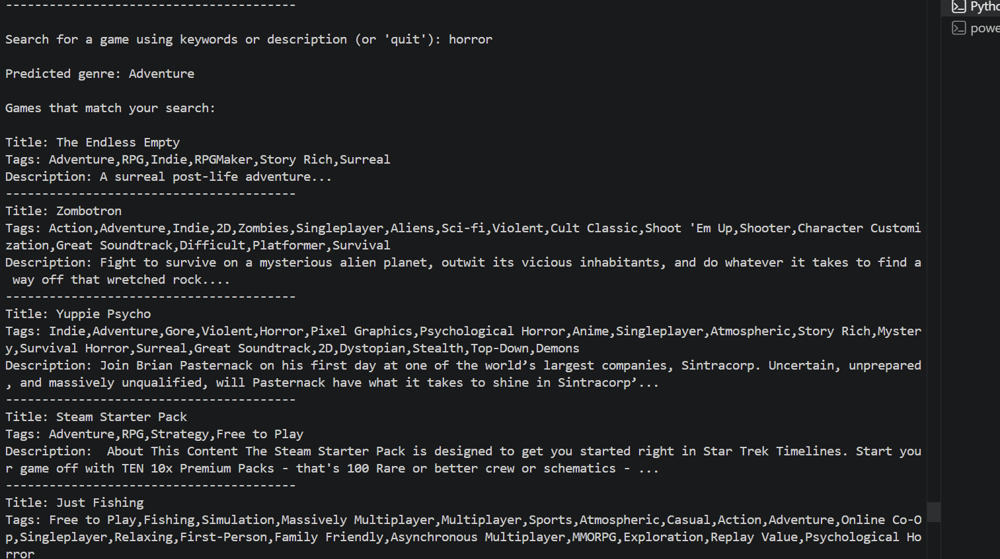 ----------------------------------------
Search for a game using keywords or description (or 'quit'): horror
Predicted genre: Adventure
Games that match your search:
Title: The Endless Empty
Tags: Adventure,RPG,Indie,RPGMaker,Story Rich,Surreal
Description: A surreal post-life adventure...
----------------------------------------
Title: Zombotron
Tags: Action,Adventure,Indie,2D,Zombies,Singleplayer,Aliens,Sci-fi,Violent,Cult Classic,Shoot 'Em Up,Shooter,Character Customi
zation,Great Soundtrack,Difficult,Platformer,Survival
Description: Fight to survive on a mysterious alien planet, outwit its vicious inhabitants, and do whatever it takes to find a
 way off that wretched rock....
----------------------------------------
Title: Yuppie Psycho
Tags: Indie,Adventure,Gore,Violent,Horror,Pixel Graphics,Psychological Horror,Anime,Singleplayer,Atmospheric,Story Rich,Myster
y,Survival Horror,Surreal,Great Soundtrack,2D,Dystopian,Stealth,Top-Down,Demons
Description: Join Brian Pasternack on his first day at one of the world’s largest companies, Sintracorp. Uncertain, unprepared
, and massively unqualified, will Pasternack have what it takes to shine in Sintracorp’...
----------------------------------------
Title: Steam Starter Pack
Tags: Adventure,RPG,Strategy,Free to Play
Description:  About This Content The Steam Starter Pack is designed to get you started right in Star Trek Timelines. Start you
r game off with TEN 10x Premium Packs - that's 100 Rare or better crew or schematics - ...
----------------------------------------
Title: Just Fishing
Tags: Free to Play,Fishing,Simulation,Massively Multiplayer,Multiplayer,Sports,Atmospheric,Casual,Action,Adventure,Online Co-O
p,Singleplayer,Relaxing,First-Person,Family Friendly,Asynchronous Multiplayer,MMORPG,Exploration,Replay Value,Psychological Ho
rror
Pytho
powe